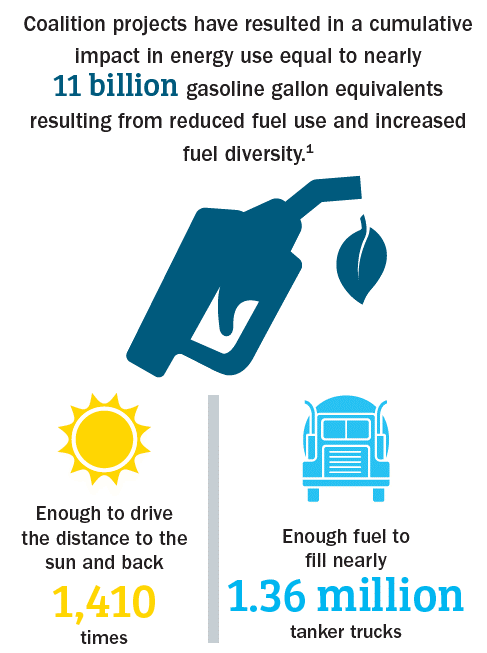 Coalition projects have resulted in a cumulative
impact in energy use equal to nearly
11 billion gasoline gallon equivalents
resulting from reduced fuel use and increased
fuel diversity.¹
Enough to drive
the distance to the
sun and back
1,410
times
Enough fuel to
fill nearly
1.36 million
tanker trucks